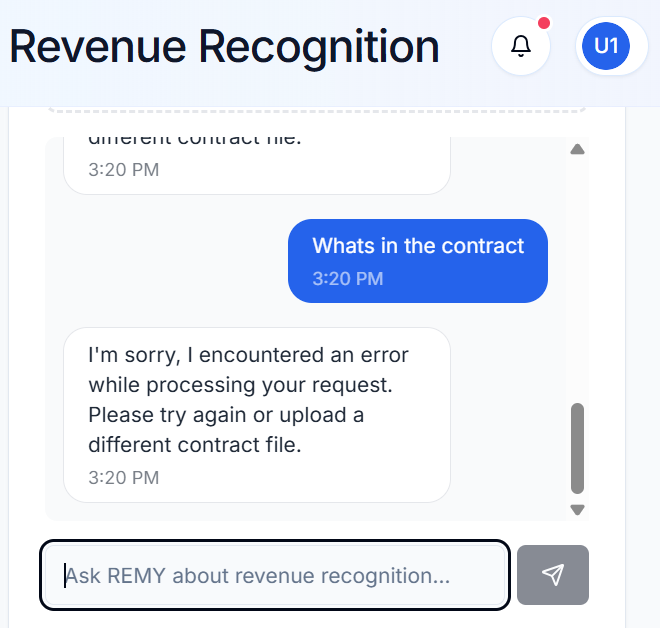 Revenue Recognition
U1
different contract file.
3:20 PM
Whats in the contract
3:20 PM
I'm sorry, I encountered an error
while processing your request.
Please try again or upload a
different contract file.
3:20 PM
Ask REMY about revenue recognition...